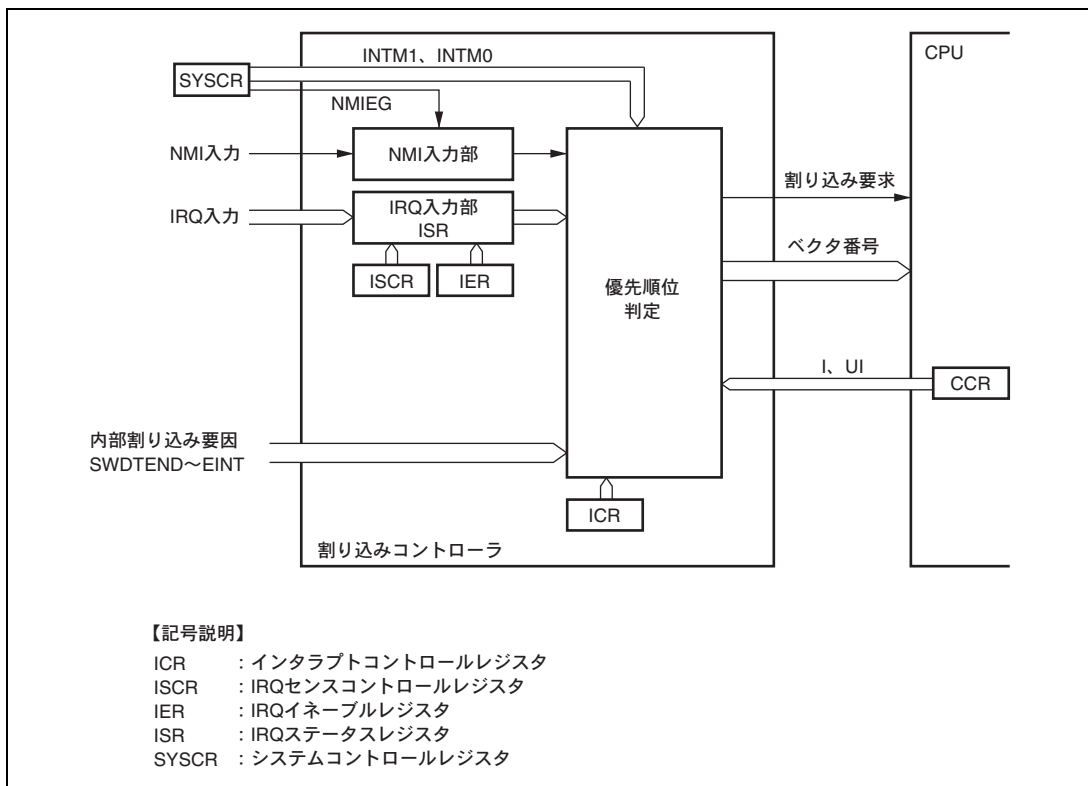 INTM1、INTM0
CPU
SYSCR
NMIEG
NMI入力
NMI入力部
割り込み要求
IRQ入力
IRQ入力部
ISR
ベクタ番号
ISCR
IER
優先順位
判定
I、UI
CCR
内部割り込み要因
SWDTEND～EINT
ICR
割り込みコントローラ
【記号説明】
ICR :インタラプトコントロールレジスタ
ISCR :IRQセンスコントロールレジスタ
IER :IRQイネーブルレジスタ
ISR :IRQステータスレジスタ
SYSCR :システムコントロールレジスタ